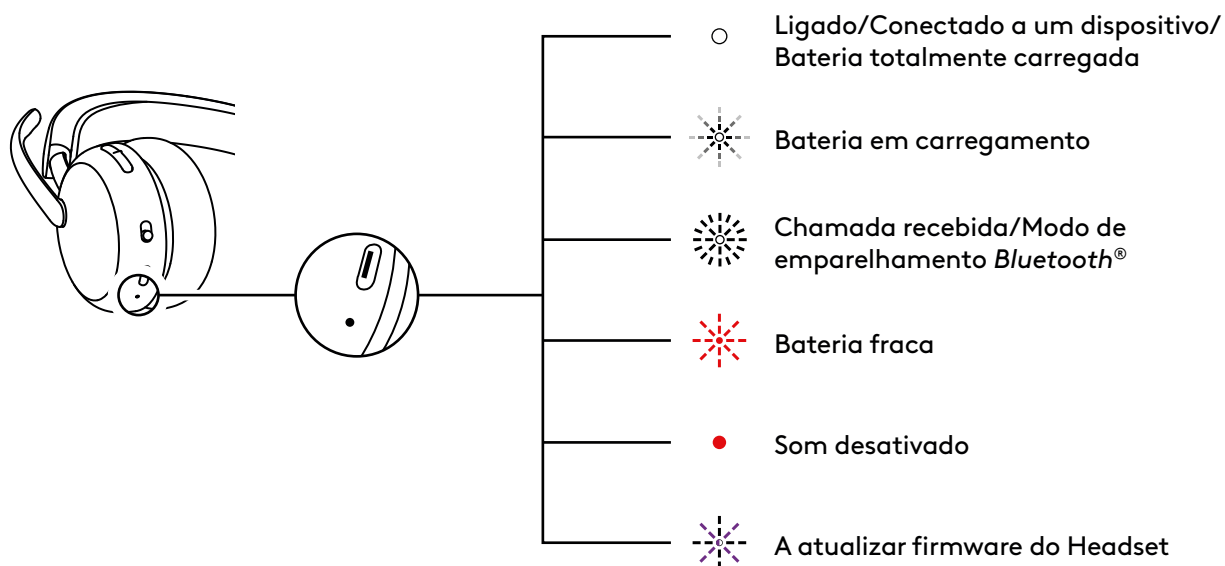 Ligado/Conectado a um dispositivo/
Bateria totalmente carregada
Bateria em carregamento
Chamada recebida/Modo de
emparelhamento Bluetooth®
Bateria fraca
Som desativado
A atualizar firmware do Headset